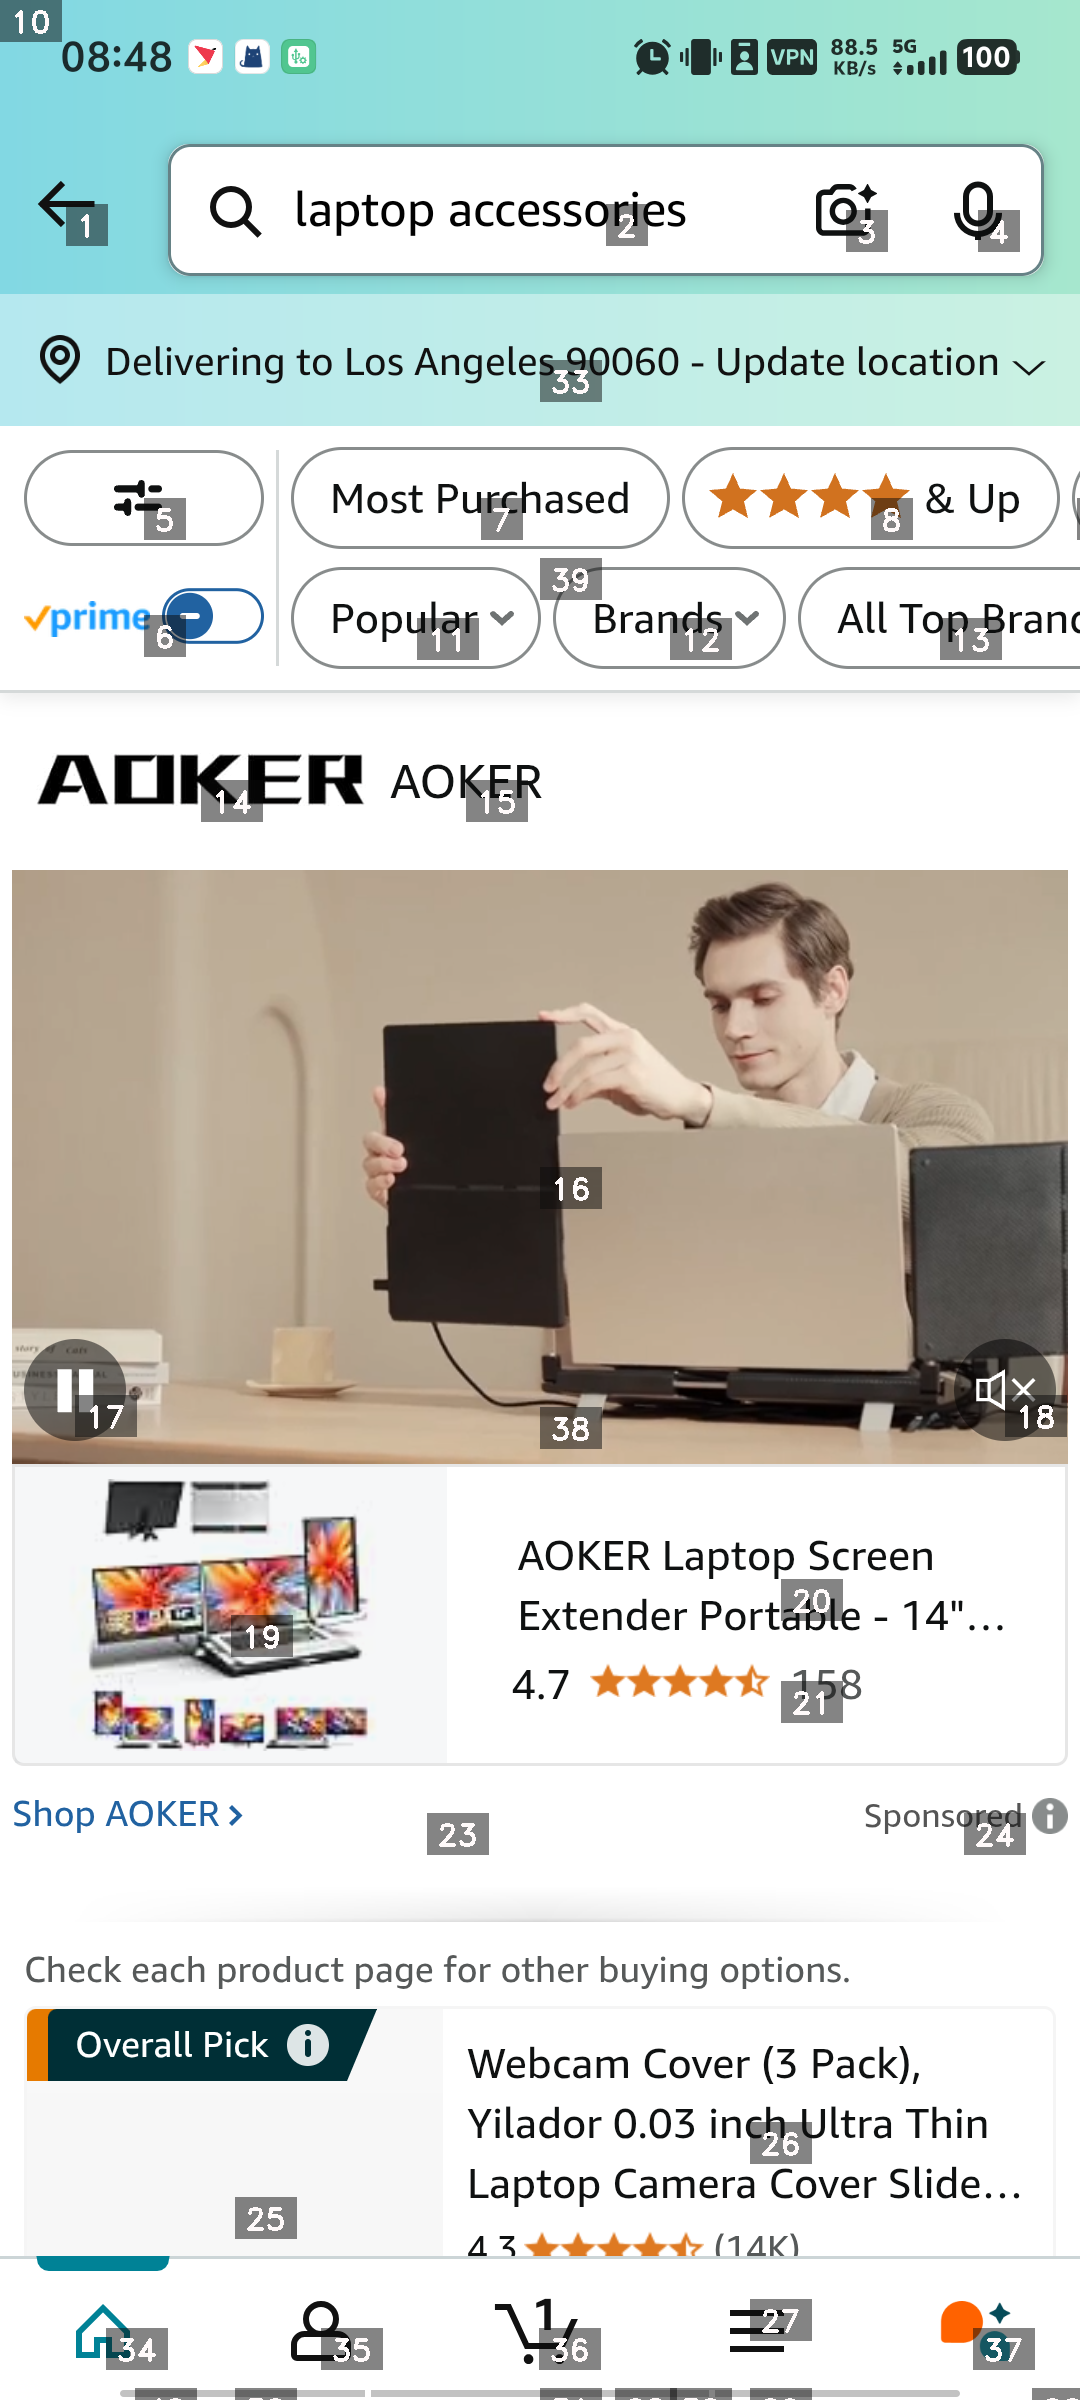 08:48
VPN
88.5 KB/s
5G
100
laptop accessories
Delivering to Los Angeles 90060 - Update location
Most Purchased
& Up
prime
Popular
Brands
All Top Brand
AOKER AOKER
AOKER Laptop Screen
Extender Portable - 14"...
4.7 158
Shop AOKER
Sponsored
Check each product page for other buying options.
Overall Pick
Webcam Cover (3 Pack),
Yilador 0.03 inch Ultra Thin
Laptop Camera Cover Slide...
4.3 (14K)
1
10
1
2
3
4
33
5
7
8
39
6
11
12
13
14
15
16
17
38
18
19
20
21
23
24
26
25
34
35
36
27
37